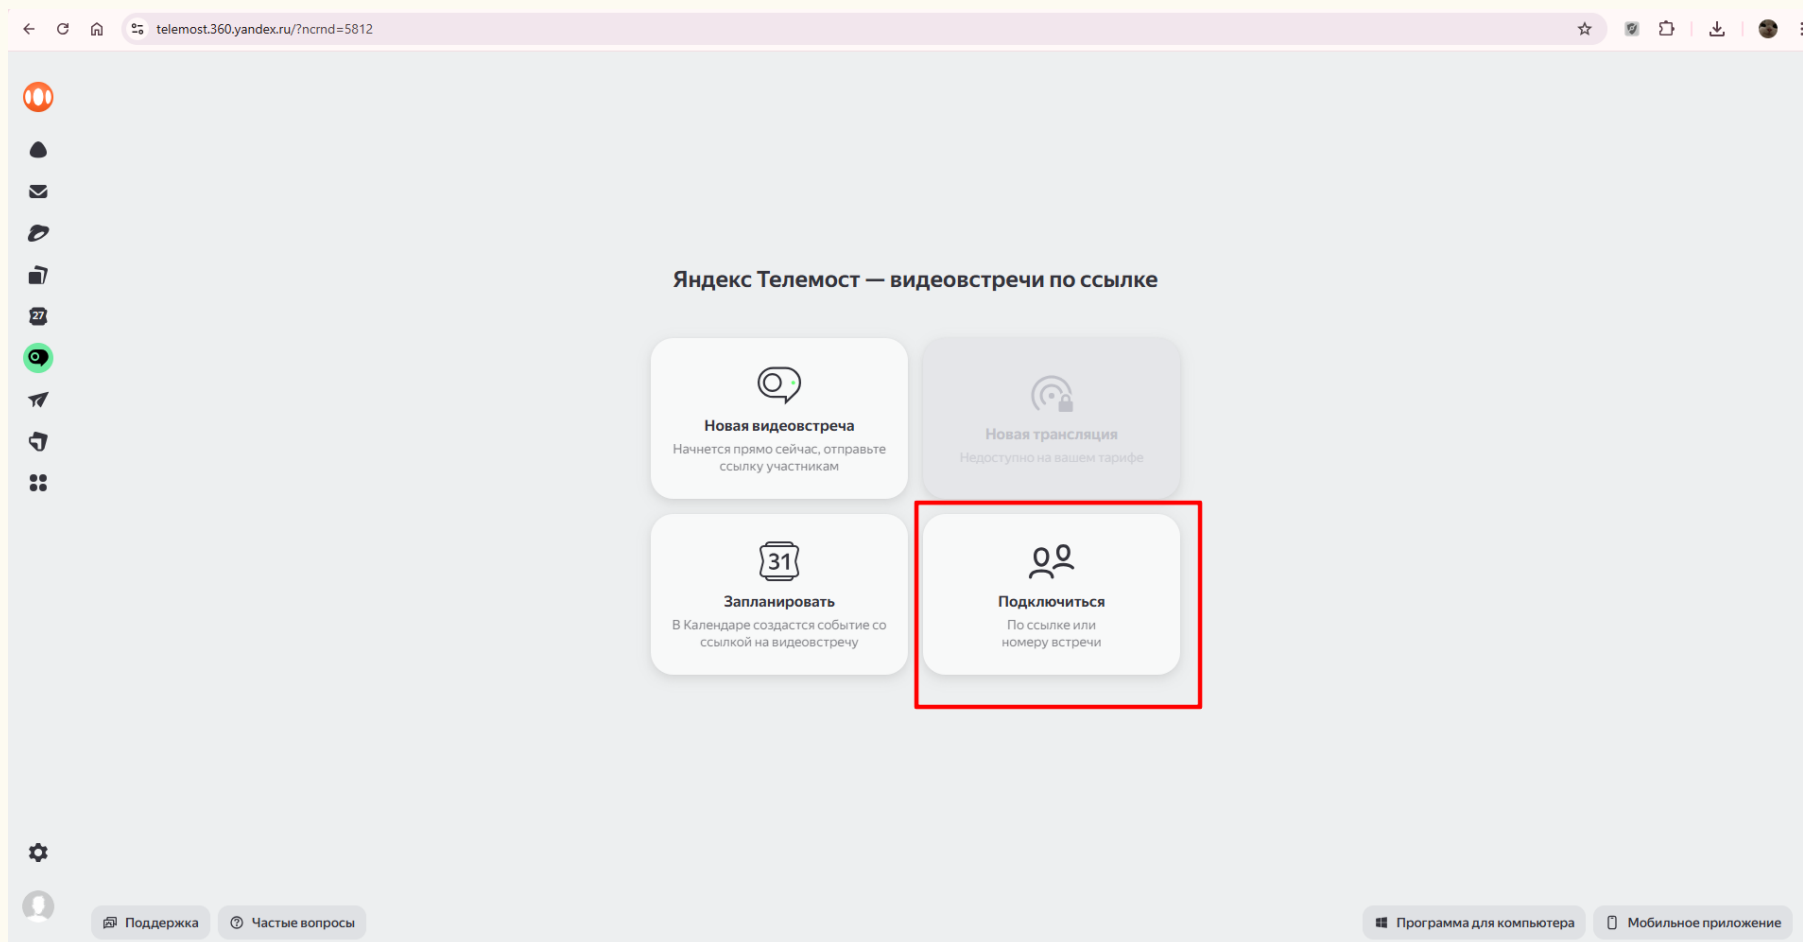 telemost.360.yandex.ru/?ncrnd=5812
27
Яндекс Телемост — видеовстречи по ссылке
Новая видеовстреча
Начнется прямо сейчас, отправьте
ссылку участникам
Новая трансляция
Недоступно на вашем тарифе
31
Запланировать
В Календаре создастся событие со
ссылкой на видеовстречу
Подключиться
По ссылке или
номеру встречи
Поддержка
Частые вопросы
Программа для компьютера
Мобильное приложение